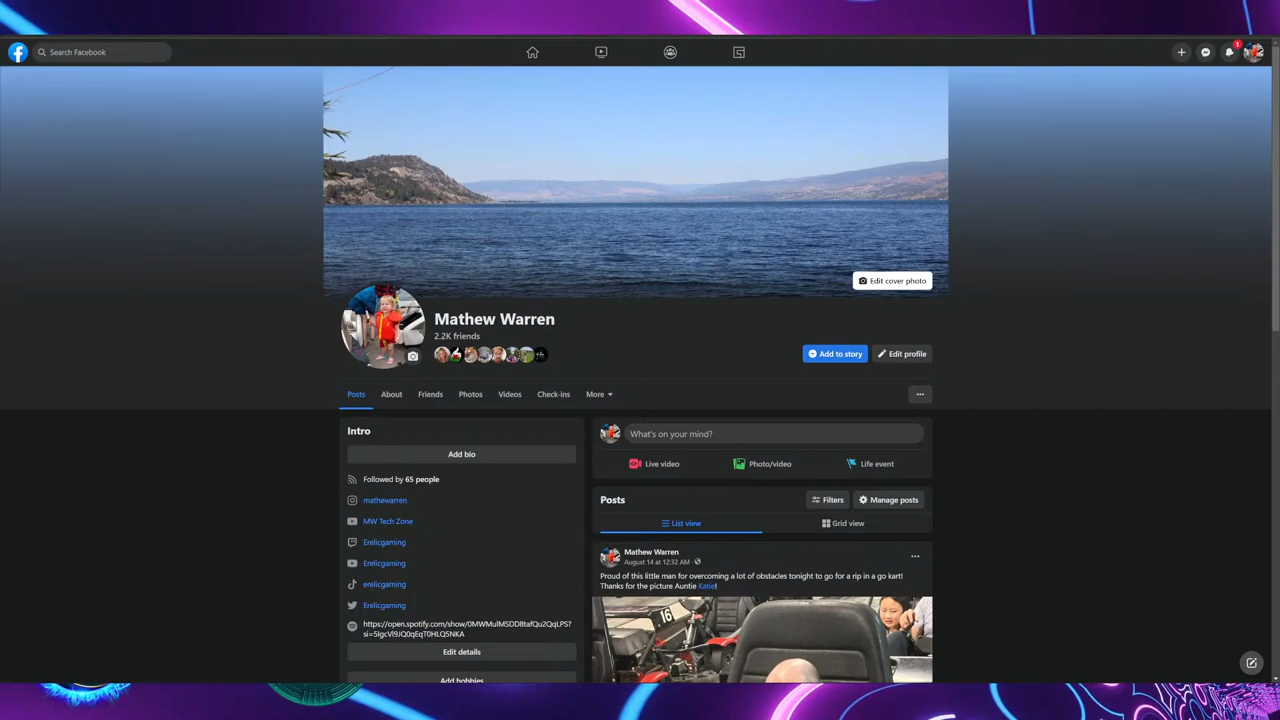 Search Facebook
1
Edit cover photo
Mathew Warren
2.2K friends
Add to story
Edit profile
Posts
About
Friends
Photos
Videos
Check-ins
More
Intro
Add bio
Followed by 65 people
mathewarren
MW Tech Zone
Erelicgaming
Erelicgaming
erelicgaming
Erelicgaming
https://open.spotify.com/show/0MWMulMSDD8tafQu2QqLPS?
si=5IgcVl9JQ0qEqT0HLQ5NKA
Edit details
Add hobbies
What's on your mind?
Live video
Photo/video
Life event
Posts
Filters
Manage posts
List view
Grid view
Mathew Warren
August 14 at 12:32 AM
Proud of this little man for overcoming a lot of obstacles tonight to go for a rip in a go kart!
Thanks for the picture Auntie Katie!
16